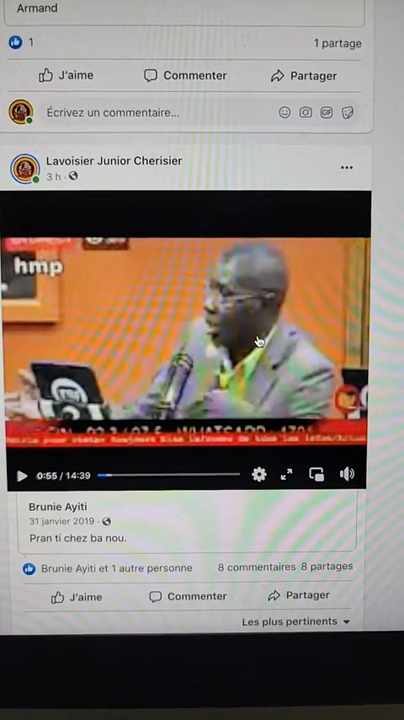 Armand
1
1 partage
J'aime Commenter Partager
Écrivez un commentaire...
GIF
Lavoisier Junior Cherisier
3 h
hmp
WHATSAPP
0:55 / 14:39
Brunie Ayiti
31 janvier 2019
Pran ti chez ba nou.
Brunie Ayiti et 1 autre personne 8 commentaires 8 partages
J'aime Commenter Partager
Les plus pertinents